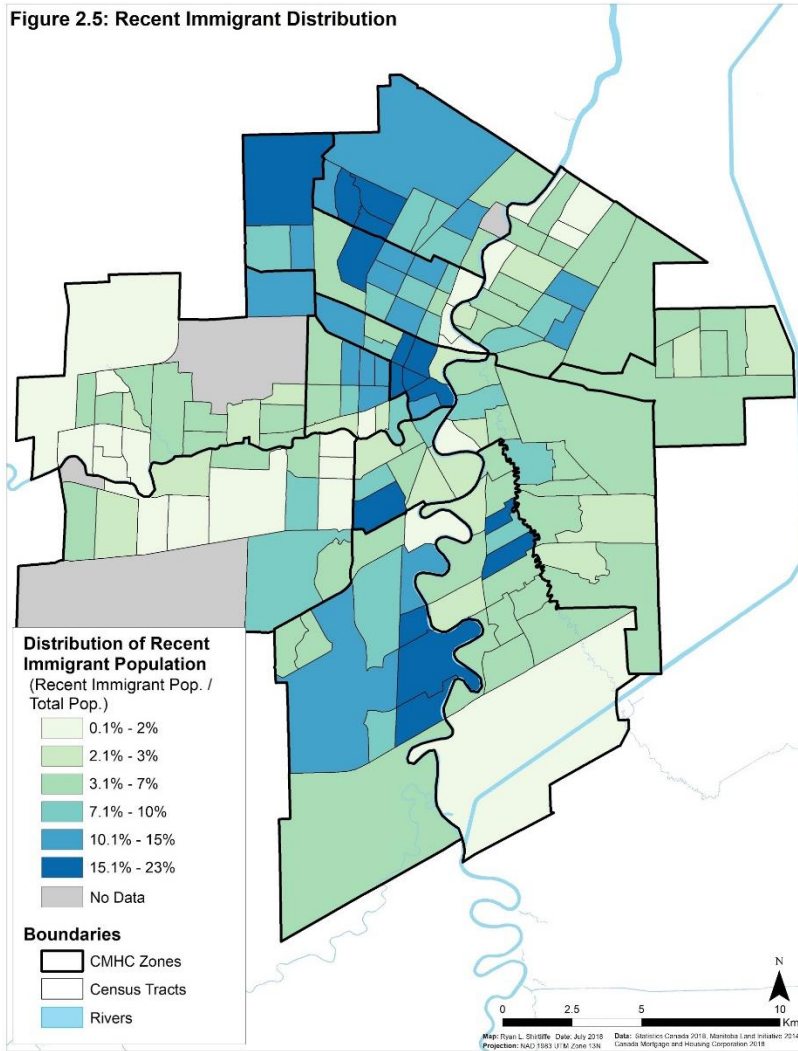 Figure 2.5: Recent Immigrant Distribution
Distribution of Recent
Immigrant Population
(Recent Immigrant Pop. /
Total Pop.)
0.1% - 2%
2.1% - 3%
3.1% - 7%
7.1% - 10%
10.1% - 15%
15.1% - 23%
No Data
Boundaries
CMHC Zones
Census Tracts
Rivers
N
0 2.5 5 10
Km
Map: Ryan L. Shirtliffe Date: July 2018 Data: Statistics Canada 2018, Manitoba Land Initiative 2014
Projection: NAD 1983 UTM Zone 13N Canada Mortgage and Housing Corporation 2018